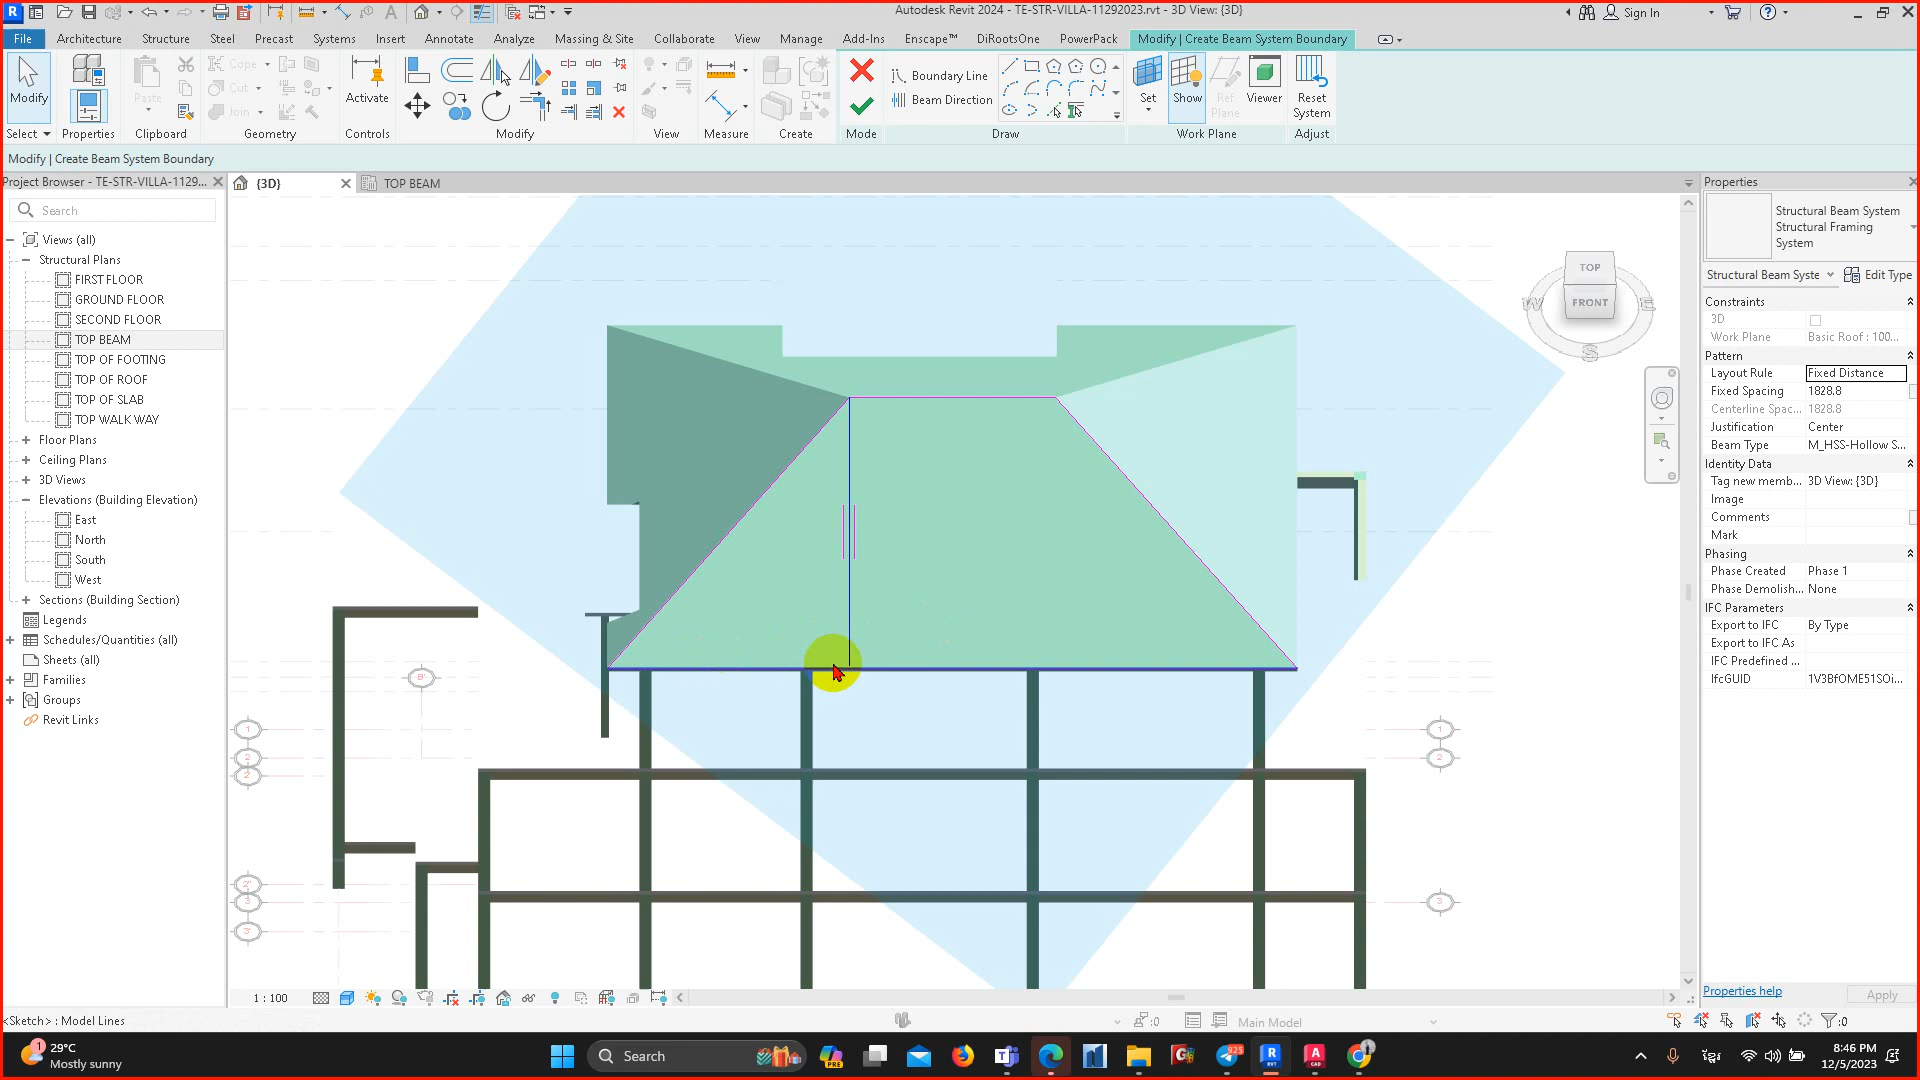 Autodesk Revit 2024 - TE-STR-VILLA-11292023.rvt - 3D View: {3D}
Sign In
File Architecture Structure Steel Precast Systems Insert Annotate Analyze Massing & Site Collaborate View Manage Add-Ins Enscape™ DiRootsOne PowerPack Modify | Create Beam System Boundary
Modify
Paste
Cope
Cut
Join
Activate
Boundary Line
Beam Direction
Set
Show
Ref Plane
Viewer
Reset System
Select Properties Clipboard Geometry Controls Modify View Measure Create Mode Draw Work Plane Adjust
Modify | Create Beam System Boundary
Project Browser - TE-STR-VILLA-1129...
{3D}
TOP BEAM
Properties
Search
Views (all)
Structural Plans
FIRST FLOOR
GROUND FLOOR
SECOND FLOOR
TOP BEAM
TOP OF FOOTING
TOP OF ROOF
TOP OF SLAB
TOP WALK WAY
Floor Plans
Ceiling Plans
3D Views
Elevations (Building Elevation)
East
North
South
West
Sections (Building Section)
Legends
Schedules/Quantities (all)
Sheets (all)
Families
Groups
Revit Links
TOP
FRONT
W
E
S
B'
1
2
2'
2'
3
3'
1
2
3
Structural Beam System
Structural Framing
System
Structural Beam Syste
Edit Type
Constraints
3D
Work Plane Basic Roof : 100...
Pattern
Layout Rule Fixed Distance
Fixed Spacing 1828.8
Centerline Spac... 1828.8
Justification Center
Beam Type M_HSS-Hollow S...
Identity Data
Tag new memb... 3D View: {3D}
Image
Comments
Mark
Phasing
Phase Created Phase 1
Phase Demolish... None
IFC Parameters
Export to IFC By Type
Export to IFC As
IFC Predefined ...
IfcGUID 1V3BfOME51SOi...
Properties help
Apply
1 : 100
<Sketch> : Model Lines
:0
Main Model
:0
1
29°C
Mostly sunny
Search
PRE
8:46 PM
12/5/2023